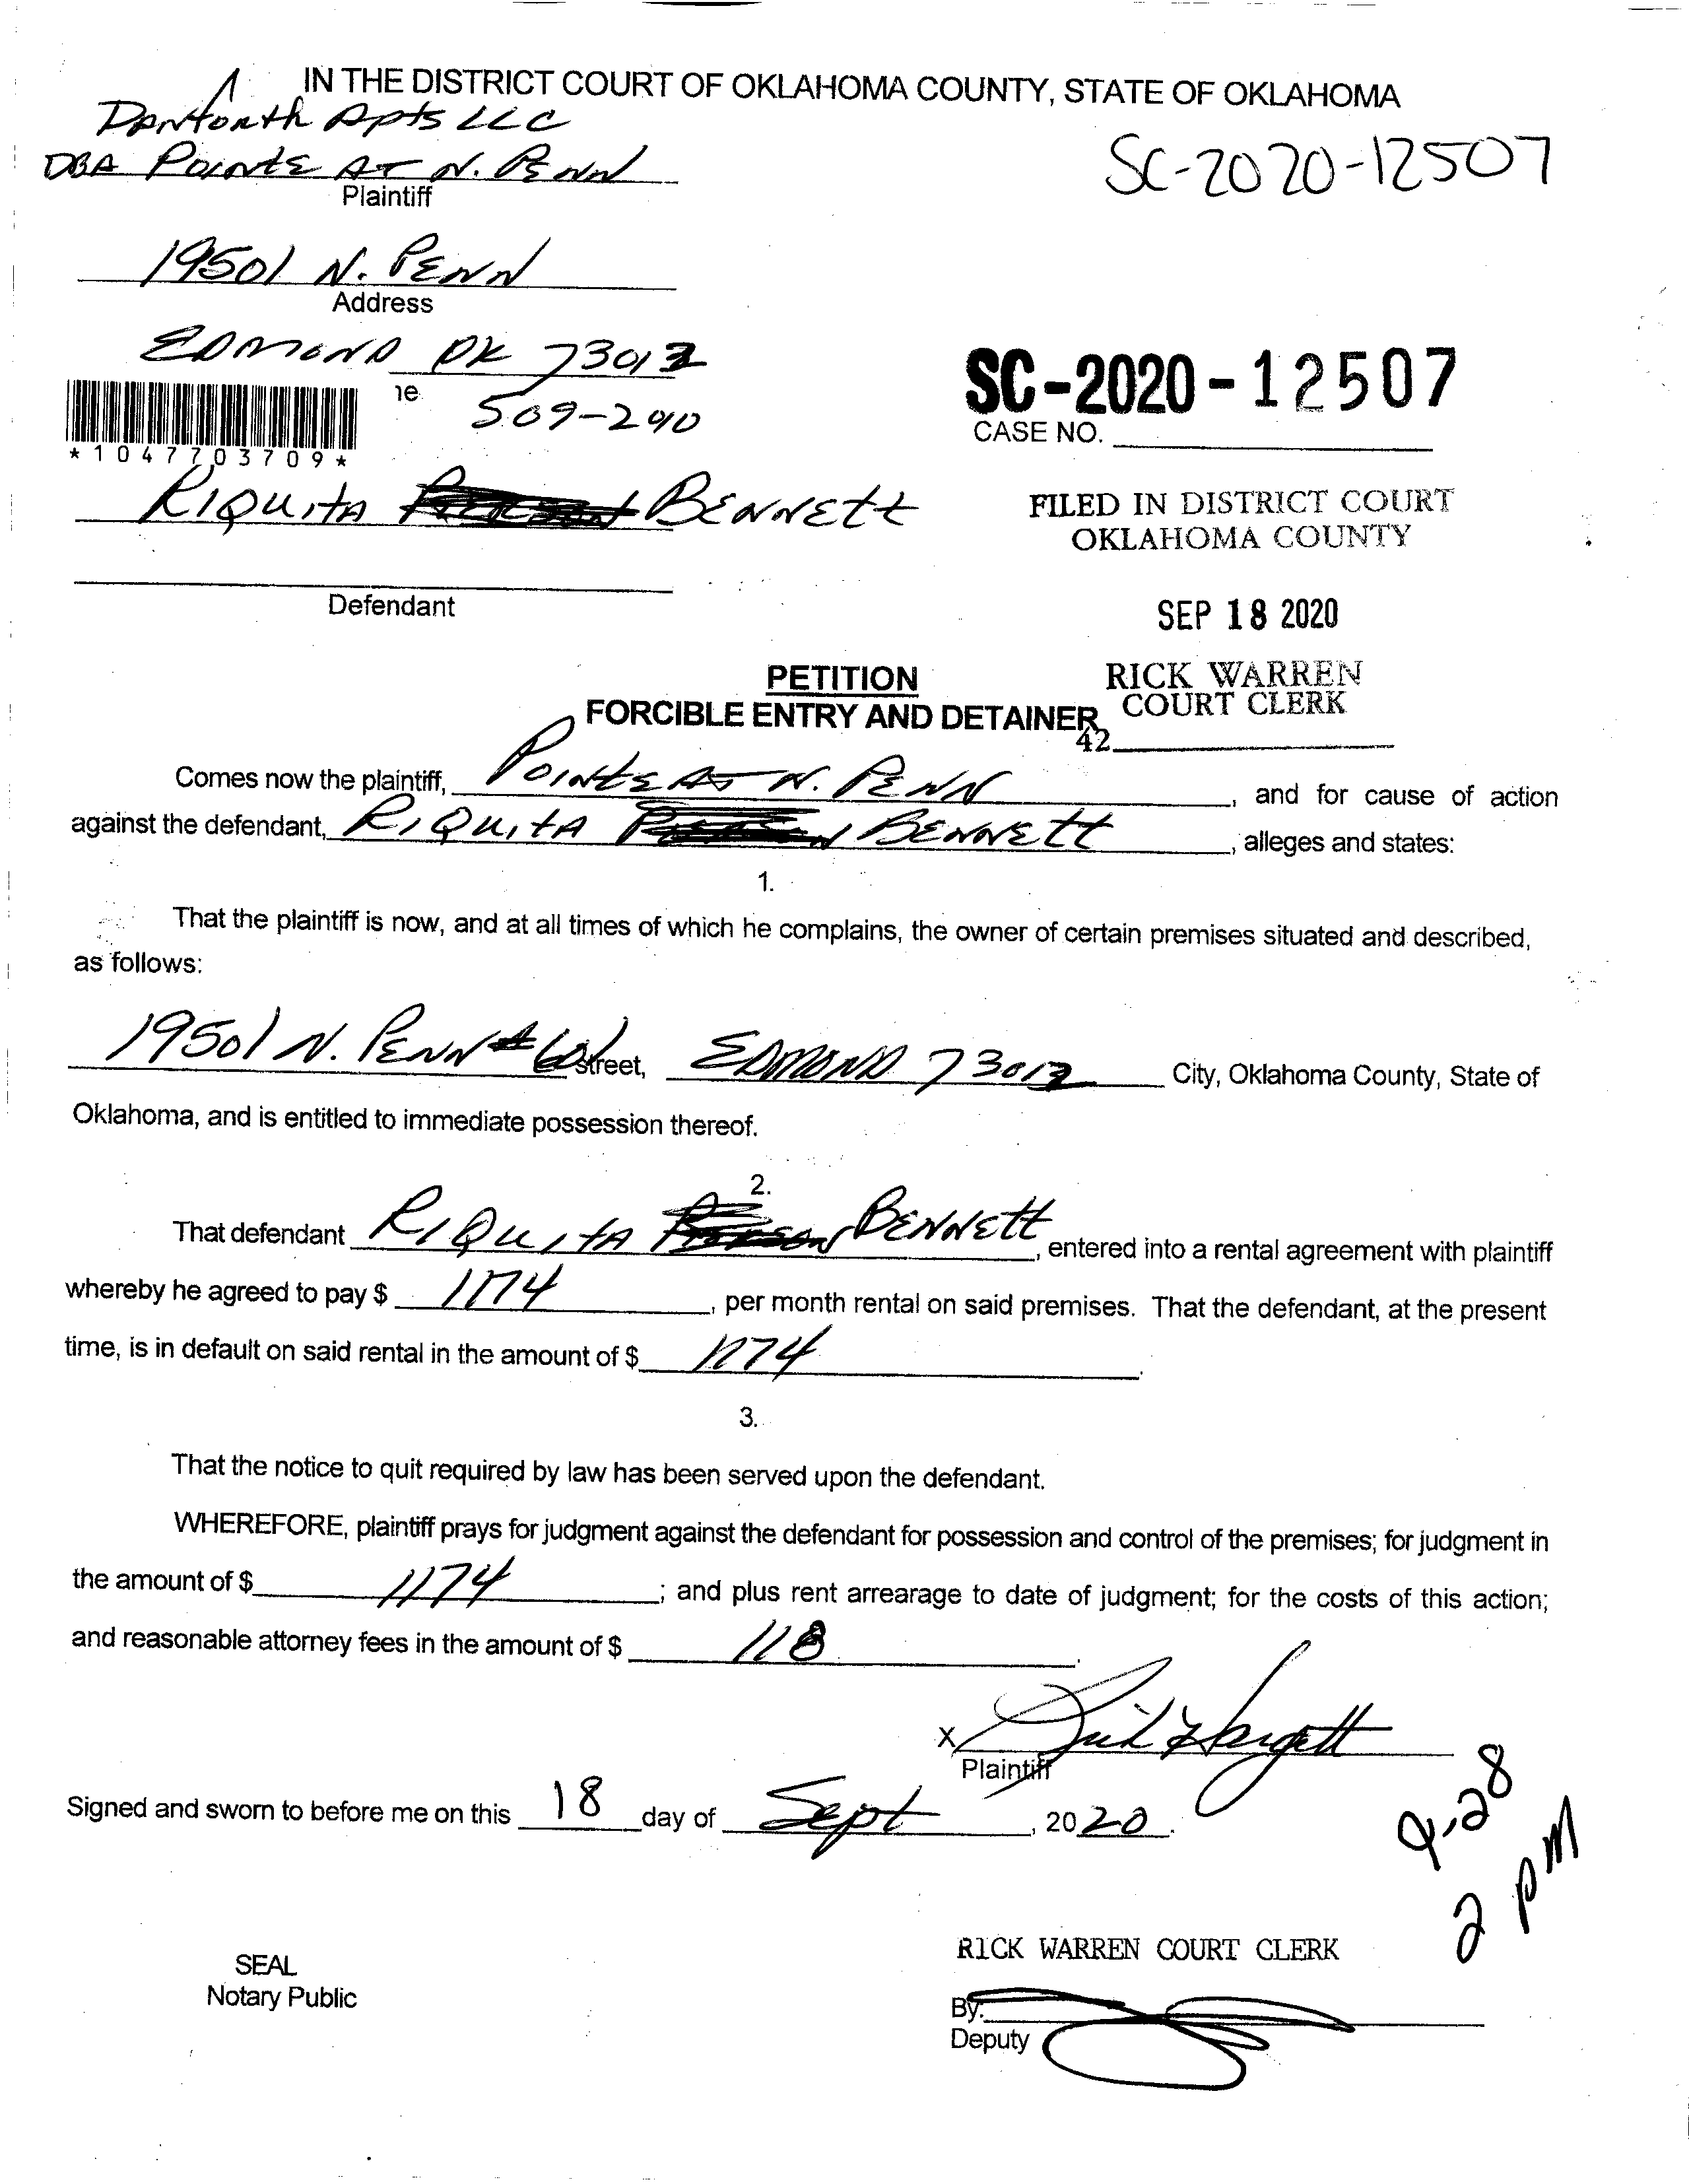 IN THE DISTRICT COURT OF OKLAHOMA COUNTY, STATE OF OKLAHOMA
Danforth Apts LLC
DBA Pointe At N. Penn
Plaintiff
SC-2020-12507
19501 N. Penn
Address
Edmond OK 73013
ne
509-290
*1047703709*
SC-2020-12507
CASE NO.
Riquita Bennett
Defendant
FILED IN DISTRICT COURT
OKLAHOMA COUNTY
SEP 18 2020
RICK WARREN
COURT CLERK
42
PETITION
FORCIBLE ENTRY AND DETAINER
Comes now the plaintiff, Pointe At N. Penn, and for cause of action
against the defendant, Riquita Bennett, alleges and states:
1.
That the plaintiff is now, and at all times of which he complains, the owner of certain premises situated and described,
as follows:
19501 N. Penn # street, Edmond 73013 City, Oklahoma County, State of
Oklahoma, and is entitled to immediate possession thereof.
2.
That defendant Riquita Bennett, entered into a rental agreement with plaintiff
whereby he agreed to pay $ 1174, per month rental on said premises. That the defendant, at the present
time, is in default on said rental in the amount of $ 1174.
3.
That the notice to quit required by law has been served upon the defendant.
WHEREFORE, plaintiff prays for judgment against the defendant for possession and control of the premises; for judgment in
the amount of $ 1174; and plus rent arrearage to date of judgment; for the costs of this action;
and reasonable attorney fees in the amount of $ 118.
X
Plaintiff
Signed and sworn to before me on this 18 day of Sept, 2020.
9-28
2 pm
SEAL
Notary Public
RICK WARREN COURT CLERK
By:
Deputy